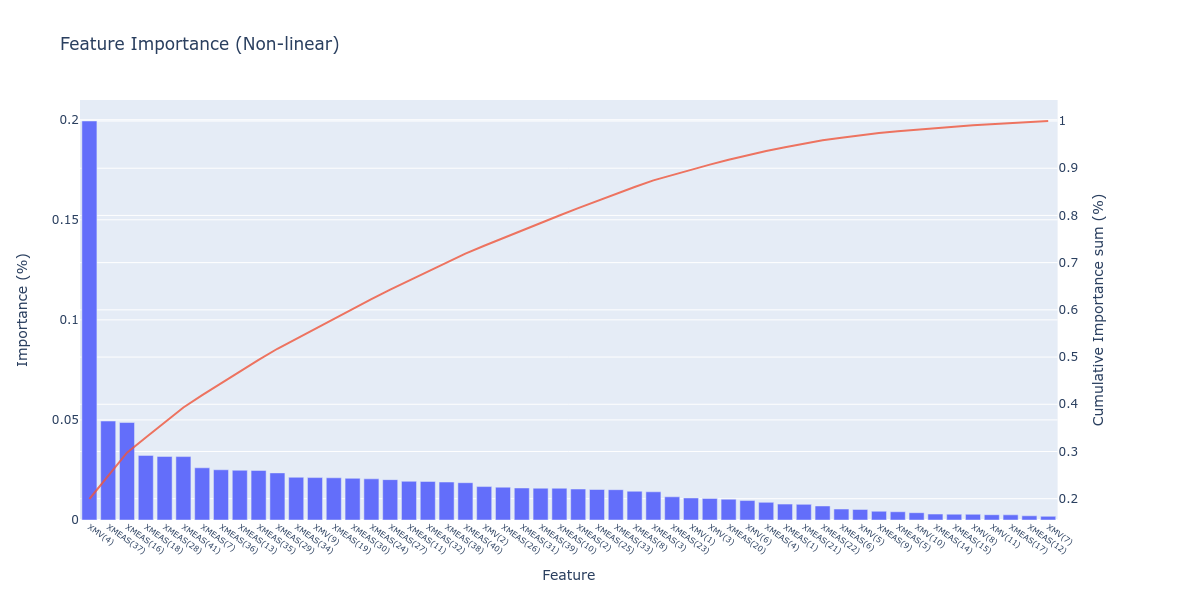 Feature Importance (Non-linear)
0.2
0.15
0.1
0.05
0
1
0.9
0.8
0.7
0.6
0.5
0.4
0.3
0.2
Importance (%)
Cumulative Importance sum (%)
XMV(4)
XMEAS(37)
XMEAS(16)
XMEAS(18)
XMEAS(28)
XMEAS(41)
XMEAS(7)
XMEAS(36)
XMEAS(13)
XMEAS(35)
XMEAS(29)
XMEAS(34)
XMV(9)
XMEAS(19)
XMEAS(30)
XMEAS(24)
XMEAS(27)
XMEAS(11)
XMEAS(32)
XMEAS(38)
XMEAS(40)
XMV(2)
XMEAS(26)
XMEAS(31)
XMEAS(39)
XMEAS(10)
XMEAS(2)
XMEAS(25)
XMEAS(33)
XMEAS(8)
XMEAS(3)
XMEAS(23)
XMV(1)
XMV(3)
XMEAS(20)
XMV(6)
XMEAS(4)
XMEAS(1)
XMEAS(21)
XMEAS(22)
XMEAS(6)
XMV(5)
XMEAS(9)
XMEAS(5)
XMV(10)
XMEAS(14)
XMEAS(15)
XMV(8)
XMV(11)
XMEAS(17)
XMEAS(12)
XMV(7)
Feature